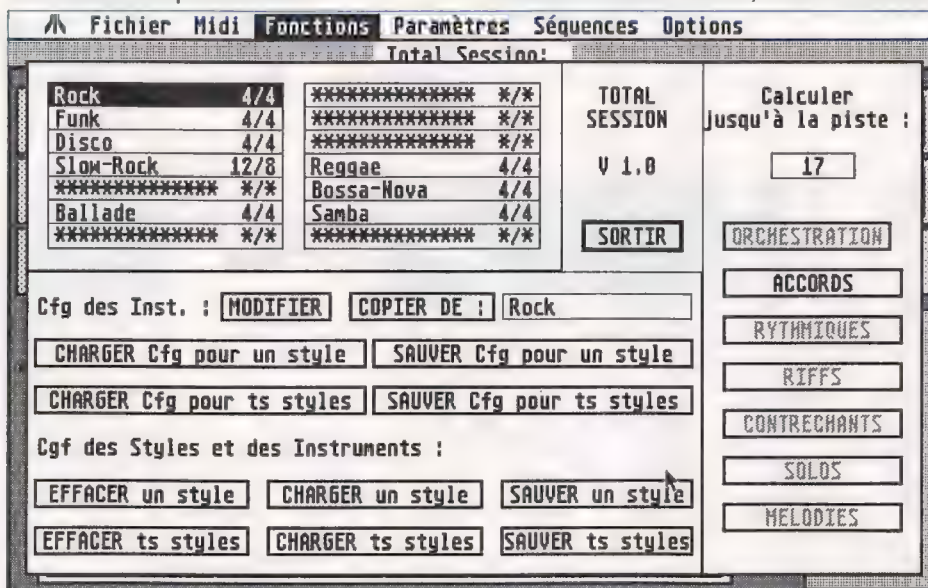 Fichier Midi Fonctions Paramètres Séquences Options
Total Session:
Rock 4/4
Funk 4/4
Disco 4/4
Slow-Rock 12/8
************** */*
Ballade 4/4
************** */*
************** */*
************** */*
************** */*
Reggae 4/4
Bossa-Nova 4/4
Samba 4/4
************** */*
TOTAL
SESSION
V 1.0
SORTIR
Calculer
jusqu'à la piste :
17
ORCHESTRATION
ACCORDS
RYTHMIQUES
RIFFS
CONTRECHANTS
SOLOS
MELODIES
Cfg des Inst. : MODIFIER COPIER DE : Rock
CHARGER Cfg pour un style SAUVER Cfg pour un style
CHARGER Cfg pour ts styles SAUVER Cfg pour ts styles
Cgf des Styles et des Instruments :
EFFACER un style CHARGER un style SAUVER un style
EFFACER ts styles CHARGER ts styles SAUVER ts styles